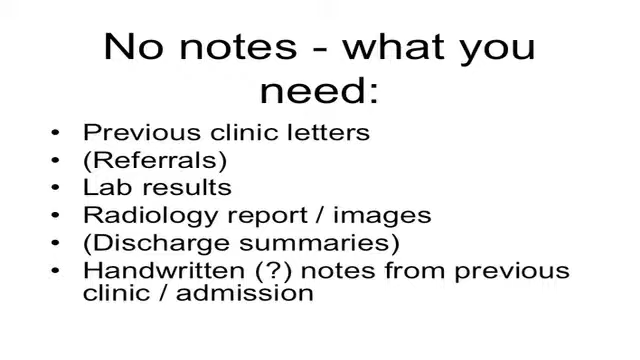 No notes - what you
need:
• Previous clinic letters
• (Referrals)
• Lab results
• Radiology report / images
• (Discharge summaries)
• Handwritten (?) notes from previous
clinic / admission